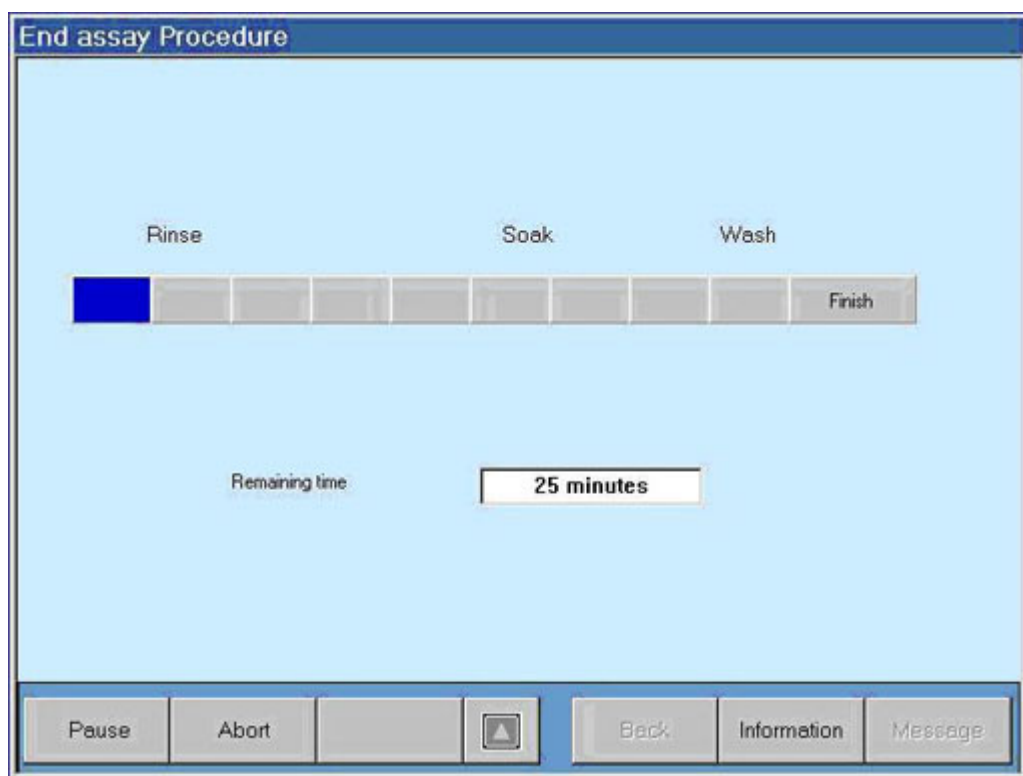 End assay Procedure
Rinse Soak Wash
Finish
Remaining time 25 minutes
Pause Abort Back Information Message